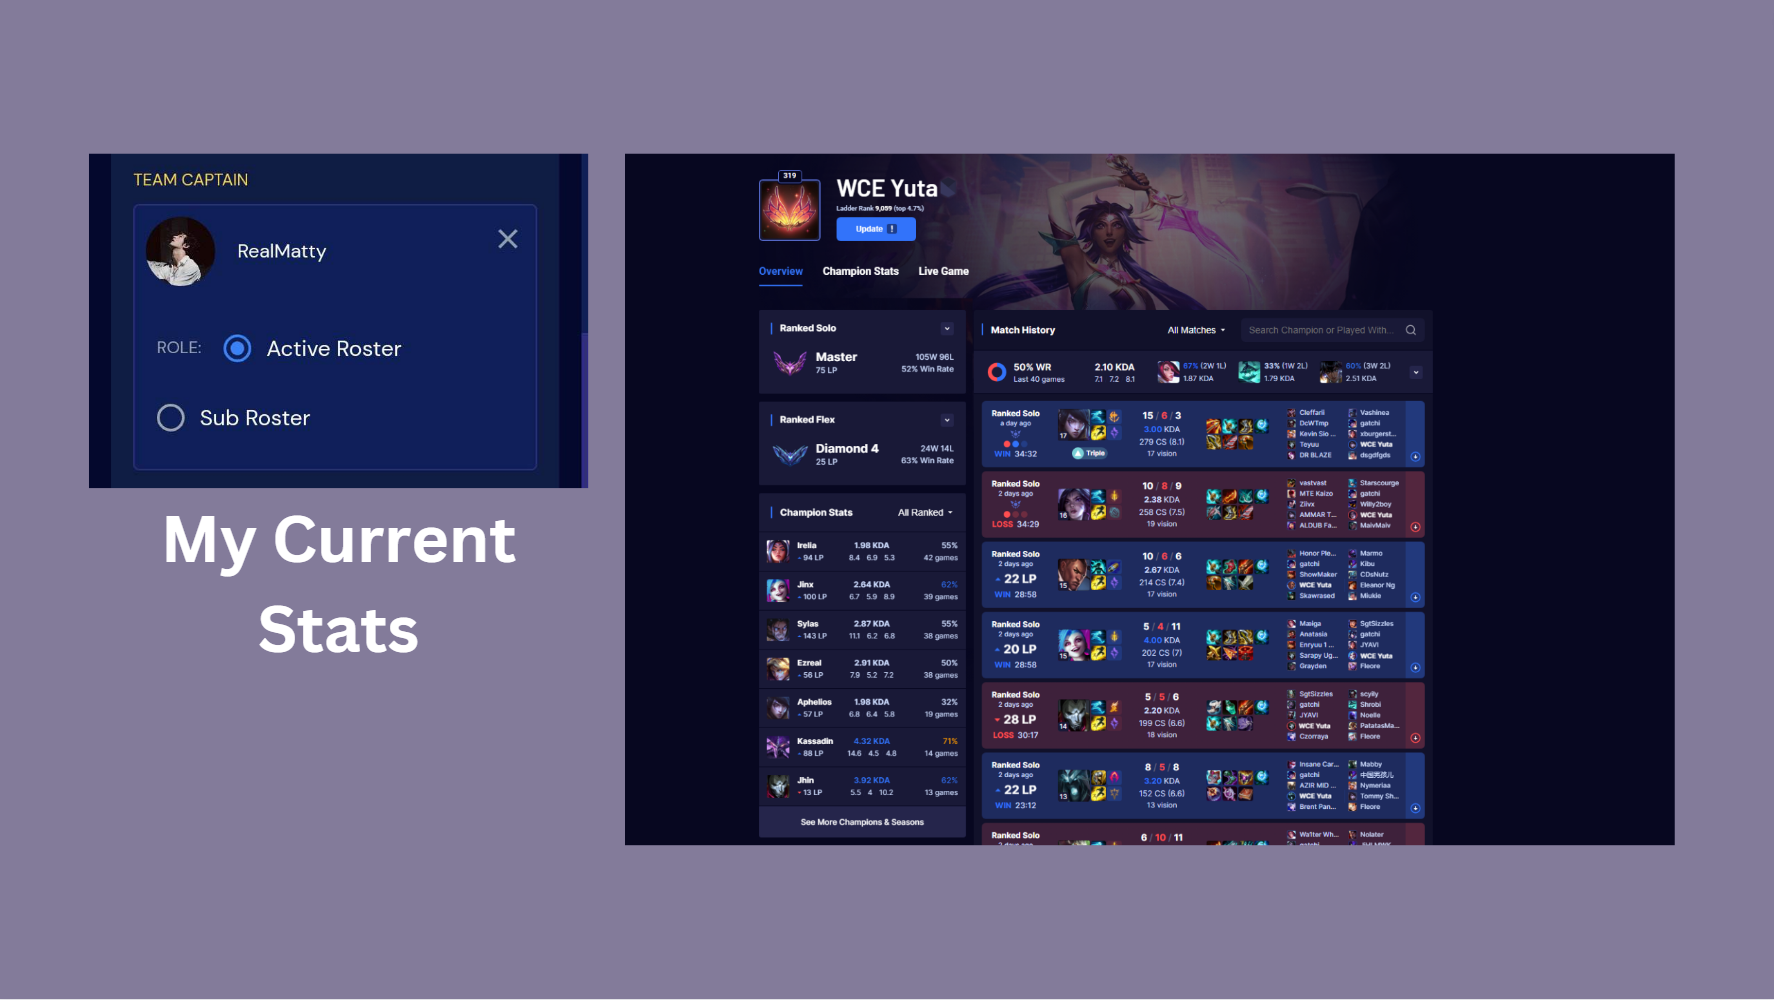 TEAM CAPTAIN
RealMatty
ROLE: Active Roster
Sub Roster
My Current
Stats
319
WCE Yuta
Ladder Rank 9,059 (top 4.7%)
Update !
Overview Champion Stats Live Game
Ranked Solo
Master 105W 96L
75 LP 52% Win Rate
Ranked Flex
Diamond 4 24W 14L
25 LP 63% Win Rate
Champion Stats All Ranked
Irelia 1.98 KDA 55%
94 LP 8.4 6.9 5.3 42 games
Jinx 2.64 KDA 62%
100 LP 6.7 5.9 8.9 39 games
Sylas 2.87 KDA 55%
143 LP 11.1 6.2 6.8 38 games
Ezreal 2.91 KDA 50%
56 LP 7.9 5.2 7.2 38 games
Aphelios 1.98 KDA 32%
57 LP 6.8 6.4 5.8 19 games
Kassadin 4.32 KDA 71%
88 LP 14.6 4.5 4.8 14 games
Jhin 3.92 KDA 62%
13 LP 5.5 4 10.2 13 games
See More Champions & Seasons
Match History All Matches Search Champion or Played With...
50% WR 2.10 KDA 67% (2W 1L) 33% (1W 2L) 60% (3W 2L)
Last 40 games 7.1 7.2 8.1 1.87 KDA 1.79 KDA 2.51 KDA
Ranked Solo 15 / 6 / 3 Cleffarli Vashinea
a day ago 3.00 KDA DcWTmp gatchi
17 279 CS (8.1) Kevin Sio ... xburgerst...
17 vision Teyuu WCE Yuta
WIN 34:32 Triple DR BLAZE dsgdfgds
Ranked Solo 10 / 8 / 9 vastvast Starscourge
2 days ago 2.38 KDA MTE Kaizo gatchi
16 258 CS (7.5) Ziivx Willy2boy
19 vision AMMAR T... WCE Yuta
LOSS 34:29 ALDUB Fa... MaivMaiv
Ranked Solo 10 / 6 / 6 Honor Ple... Marmo
2 days ago 2.67 KDA gatchi Kibu
22 LP 15 214 CS (7.4) ShowMaker CDsNutz
17 vision WCE Yuta Eleanor Ng
WIN 28:58 Skawrased Miukie
Ranked Solo 5 / 4 / 11 Mæiga SgtSizzles
2 days ago 4.00 KDA Anatasia gatchi
20 LP 15 202 CS (7) Enryuu 1 ... JYAVI
17 vision Sarapy Ug... WCE Yuta
WIN 28:58 Grayden Fleore
Ranked Solo 5 / 5 / 6 SgtSizzles scylly
2 days ago 2.20 KDA gatchi Shrobi
28 LP 14 199 CS (6.6) JYAVI Noelle
18 vision WCE Yuta PatatasMa...
LOSS 30:17 Czorraya Fleore
Ranked Solo 8 / 5 / 8 Insane Car... Mabby
2 days ago 3.20 KDA gatchi
22 LP 13 152 CS (6.6) AZIR MID ... Nymeriaa
13 vision WCE Yuta Tommy Sh...
WIN 23:12 Brent Pan... Fleore
Ranked Solo 6 / 10 / 11 Wa1ter Wh... Nolater